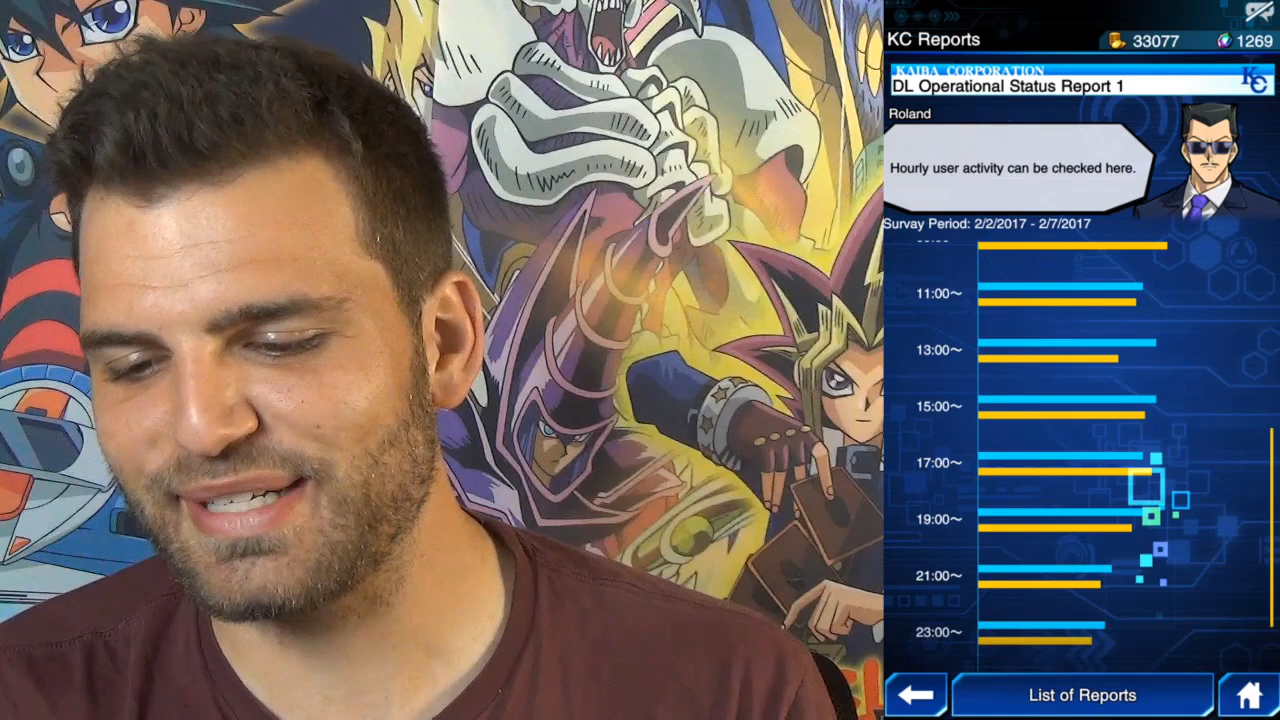 KC Reports
33077
1269
KAIBA CORPORATION
KC
DL Operational Status Report 1
Roland
Hourly user activity can be checked here.
Survay Period: 2/2/2017 - 2/7/2017
11:00～
13:00～
15:00～
17:00～
19:00～
21:00～
23:00～
List of Reports